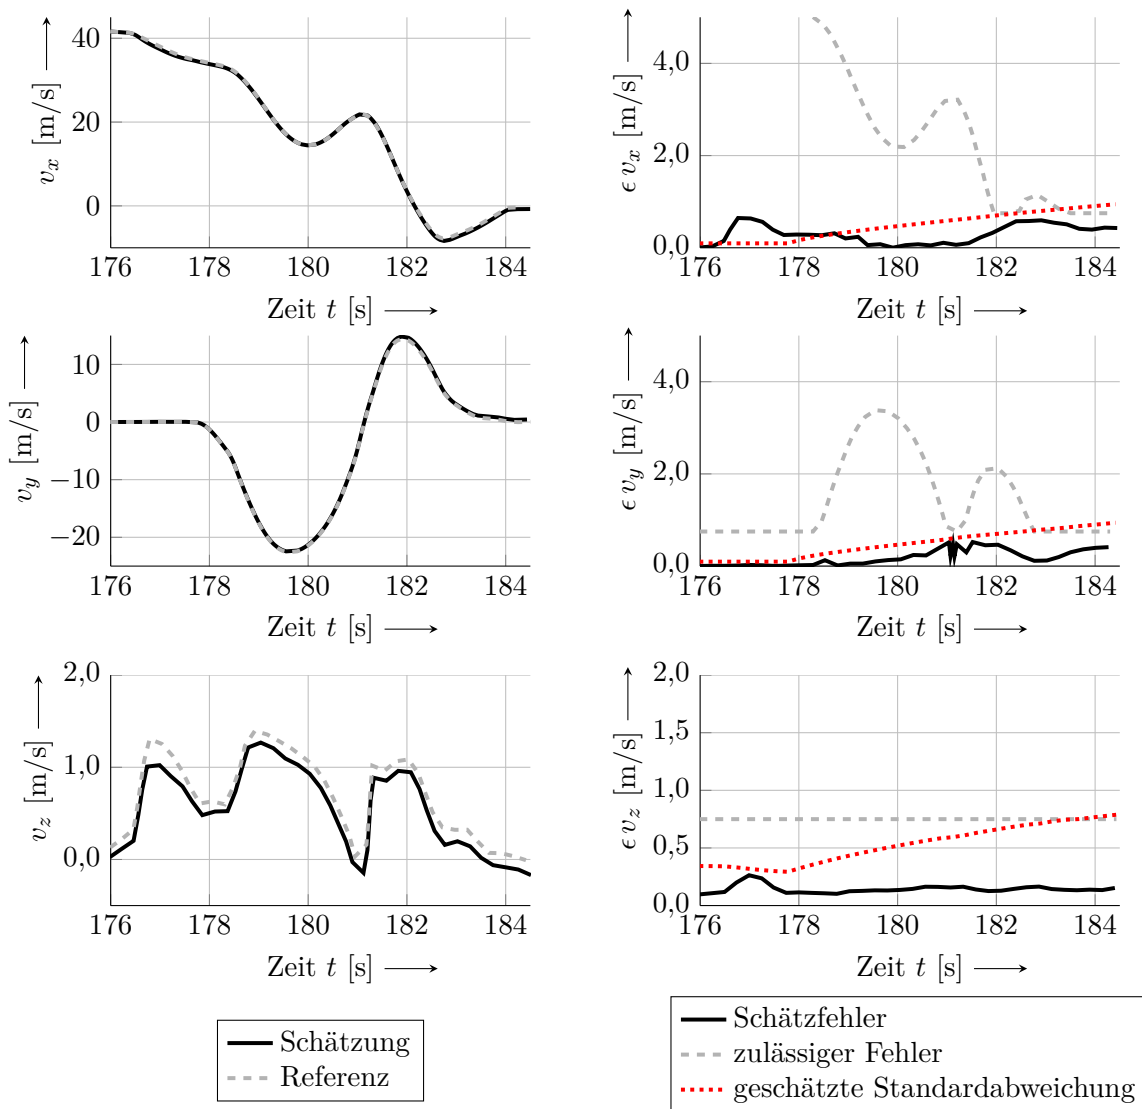 40
20
0
176 178 180 182 184
v_x [m/s]
Zeit t [s]
4,0
2,0
0,0
176 178 180 182 184
ϵ v_x [m/s]
Zeit t [s]
10
0
−10
−20
176 178 180 182 184
v_y [m/s]
Zeit t [s]
4,0
2,0
0,0
176 178 180 182 184
ϵ v_y [m/s]
Zeit t [s]
2,0
1,0
0,0
176 178 180 182 184
v_z [m/s]
Zeit t [s]
2,0
1,5
1,0
0,5
0,0
176 178 180 182 184
ϵ v_z [m/s]
Zeit t [s]
Schätzung
Referenz
Schätzfehler
zulässiger Fehler
geschätzte Standardabweichung